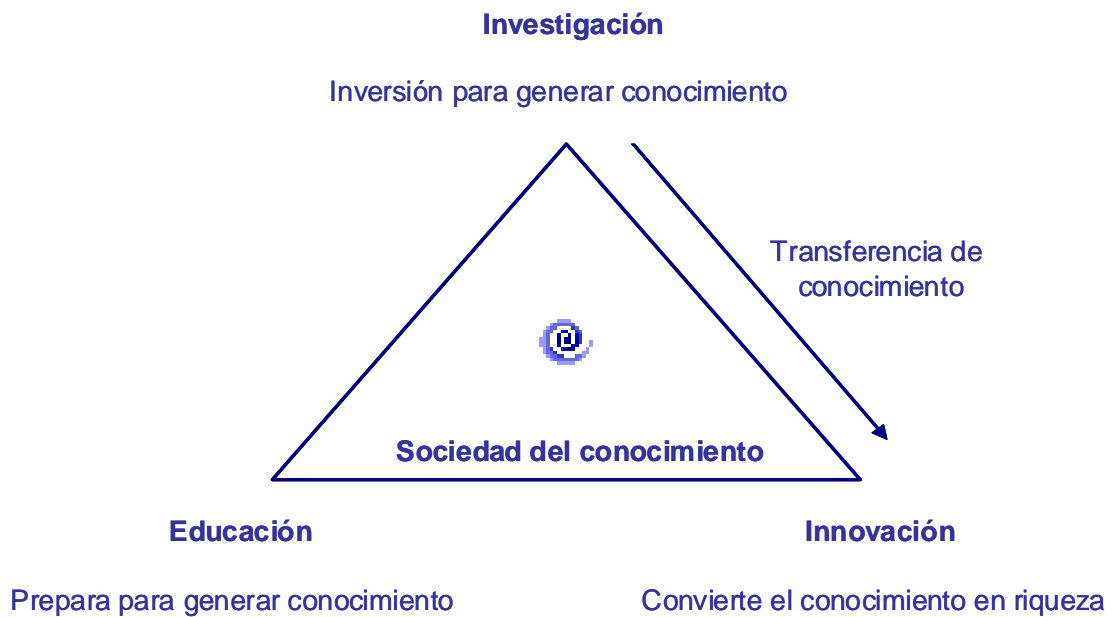 Investigación
Inversión para generar conocimiento
Transferencia de
conocimiento
Sociedad del conocimiento
Educación
Innovación
Prepara para generar conocimiento
Convierte el conocimiento en riqueza